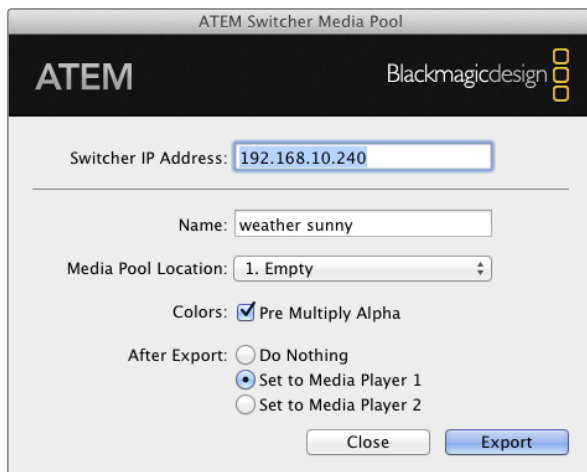 ATEM Switcher Media Pool
ATEM
Blackmagicdesign
Switcher IP Address: 192.168.10.240
Name: weather sunny
Media Pool Location: 1. Empty
Colors: Pre Multiply Alpha
After Export: Do Nothing
Set to Media Player 1
Set to Media Player 2
Close Export